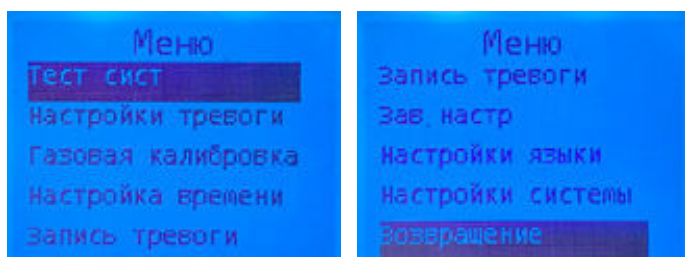 Меню
Тест сист
Настройки тревоги
Газовая калибровка
Настройка времени
Запись тревоги
Меню
Запись тревоги
Зав. настр
Настройки языки
Настройки системы
Возвращение